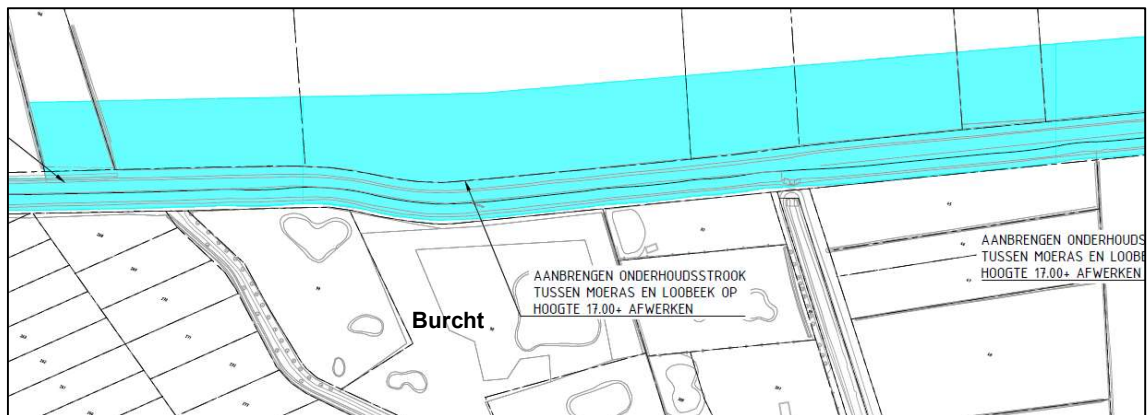 AANBRENGEN ONDERHOUDSSTROOK
TUSSEN MOERAS EN LOOBEEK OP
HOOGTE 17.00+ AFWERKEN
Burcht
AANBRENGEN ONDERHOUDS
TUSSEN MOERAS EN LOOBE
HOOGTE 17.00+ AFWERKEN